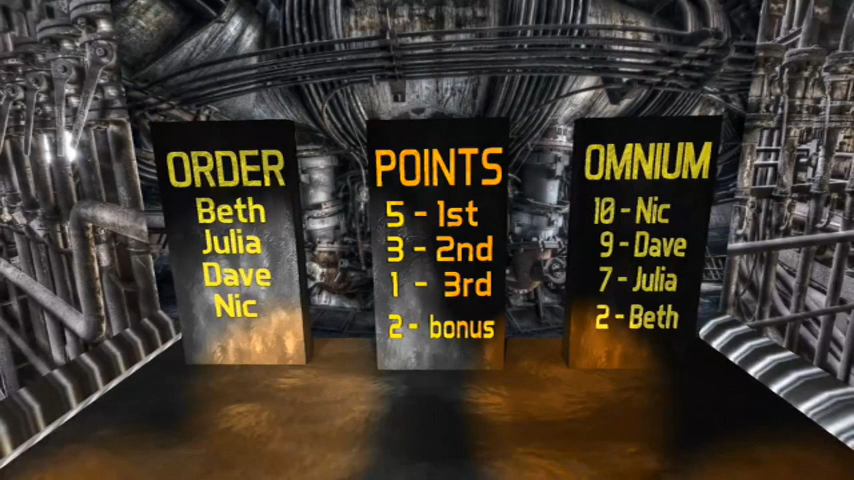 ORDER
Beth
Julia
Dave
Nic
POINTS
5 - 1st
3 - 2nd
1 - 3rd
2 - bonus
OMNIUM
10 - Nic
9 - Dave
7 - Julia
2 - Beth